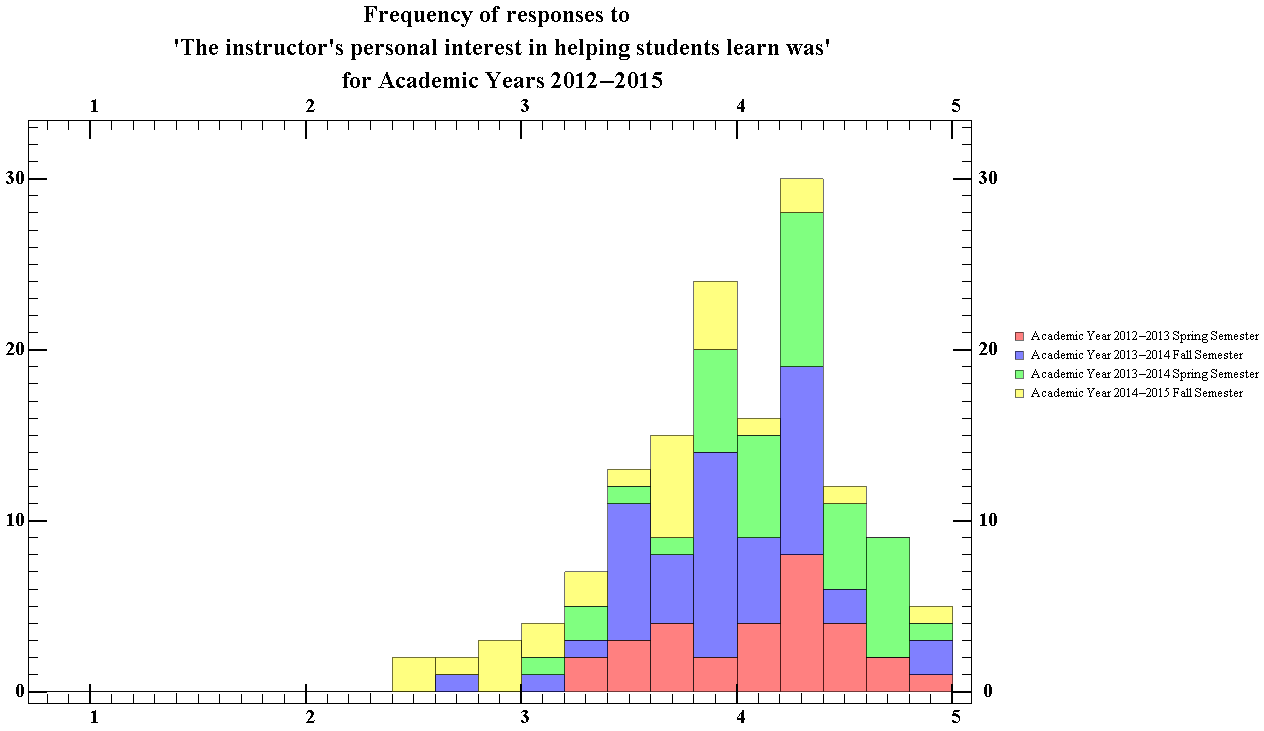 Frequency of responses to
'The instructor's personal interest in helping students learn was'
for Academic Years 2012–2015
1 2 3 4 5
30 30
20 20
10 10
0 0
1 2 3 4 5
Academic Year 2012–2013 Spring Semester
Academic Year 2013–2014 Fall Semester
Academic Year 2013–2014 Spring Semester
Academic Year 2014–2015 Fall Semester